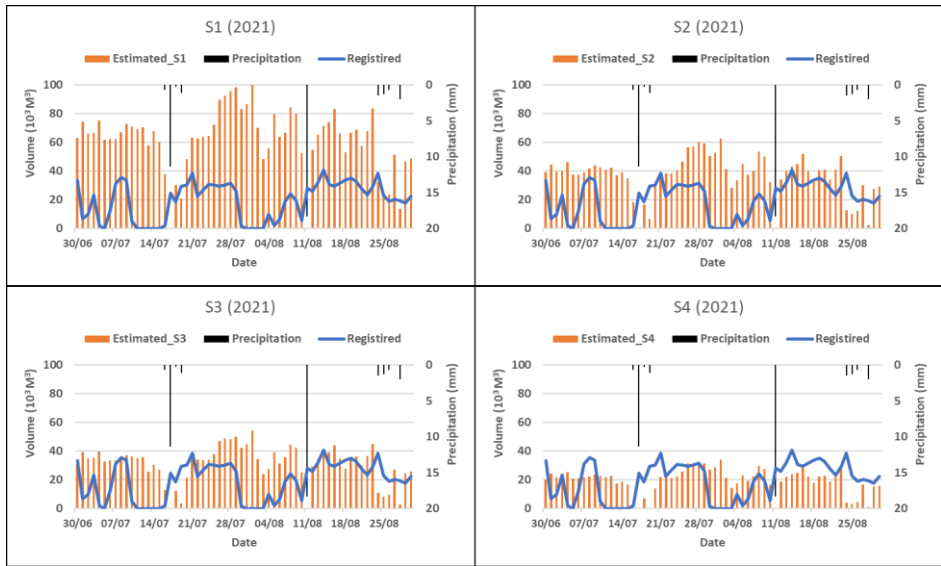 S1 (2021)
Estimated_S1 Precipitation Registired
Volume (10³ M³)
100
80
60
40
20
0
0
5
10
15
20
Precipitation (mm)
30/06 07/07 14/07 21/07 28/07 04/08 11/08 18/08 25/08
Date
S2 (2021)
Estimated_S2 Precipitation Registired
Volume (10³ M³)
100
80
60
40
20
0
0
5
10
15
20
Precipitation (mm)
30/06 07/07 14/07 21/07 28/07 04/08 11/08 18/08 25/08
Date
S3 (2021)
Estimated_S3 Precipitation Registired
Volume (10³ M³)
100
80
60
40
20
0
0
5
10
15
20
Precipitation (mm)
30/06 07/07 14/07 21/07 28/07 04/08 11/08 18/08 25/08
Date
S4 (2021)
Estimated_S4 Precipitation Registired
Volume (10³ M³)
100
80
60
40
20
0
0
5
10
15
20
Precipitation (mm)
30/06 07/07 14/07 21/07 28/07 04/08 11/08 18/08 25/08
Date